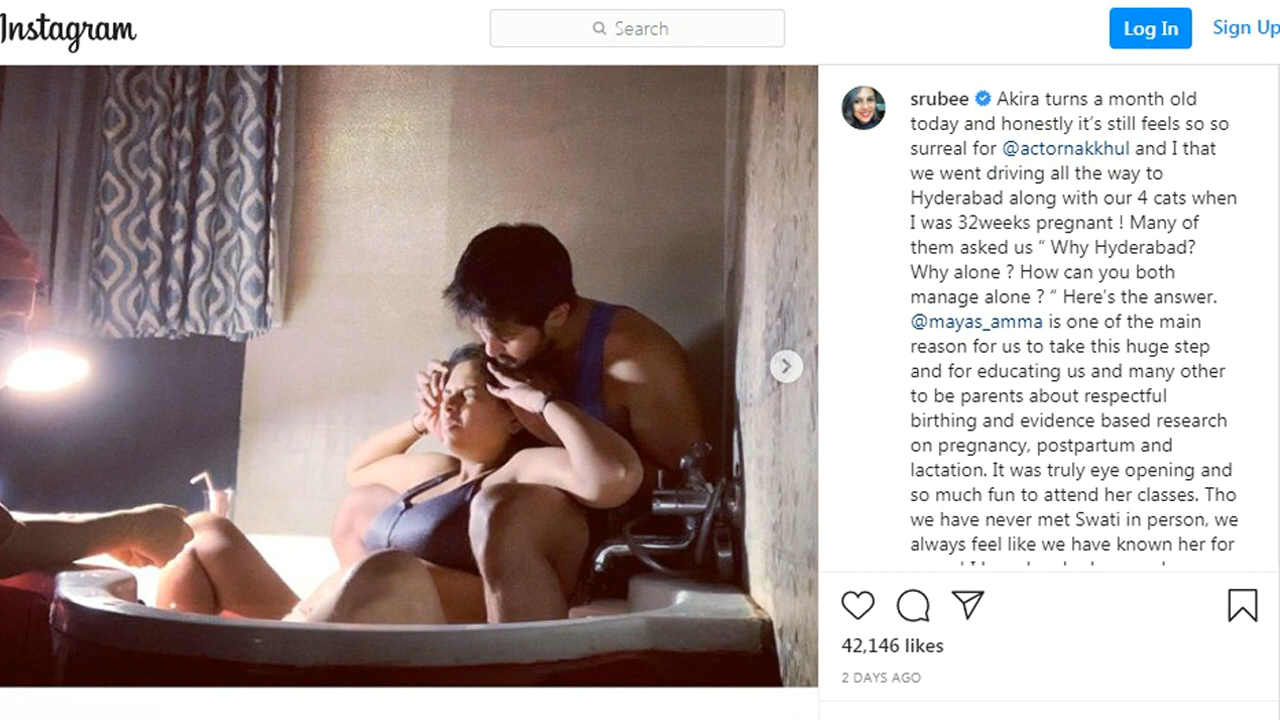 Instagram
Search
Log In
Sign Up
srubee Akira turns a month old
today and honestly it's still feels so so
surreal for @actornakkhul and I that
we went driving all the way to
Hyderabad along with our 4 cats when
I was 32weeks pregnant ! Many of
them asked us “ Why Hyderabad?
Why alone ? How can you both
manage alone ? “ Here's the answer.
@mayas_amma is one of the main
reason for us to take this huge step
and for educating us and many other
to be parents about respectful
birthing and evidence based research
on pregnancy, postpartum and
lactation. It was truly eye opening and
so much fun to attend her classes. Tho
we have never met Swati in person, we
always feel like we have known her for
42,146 likes
2 DAYS AGO